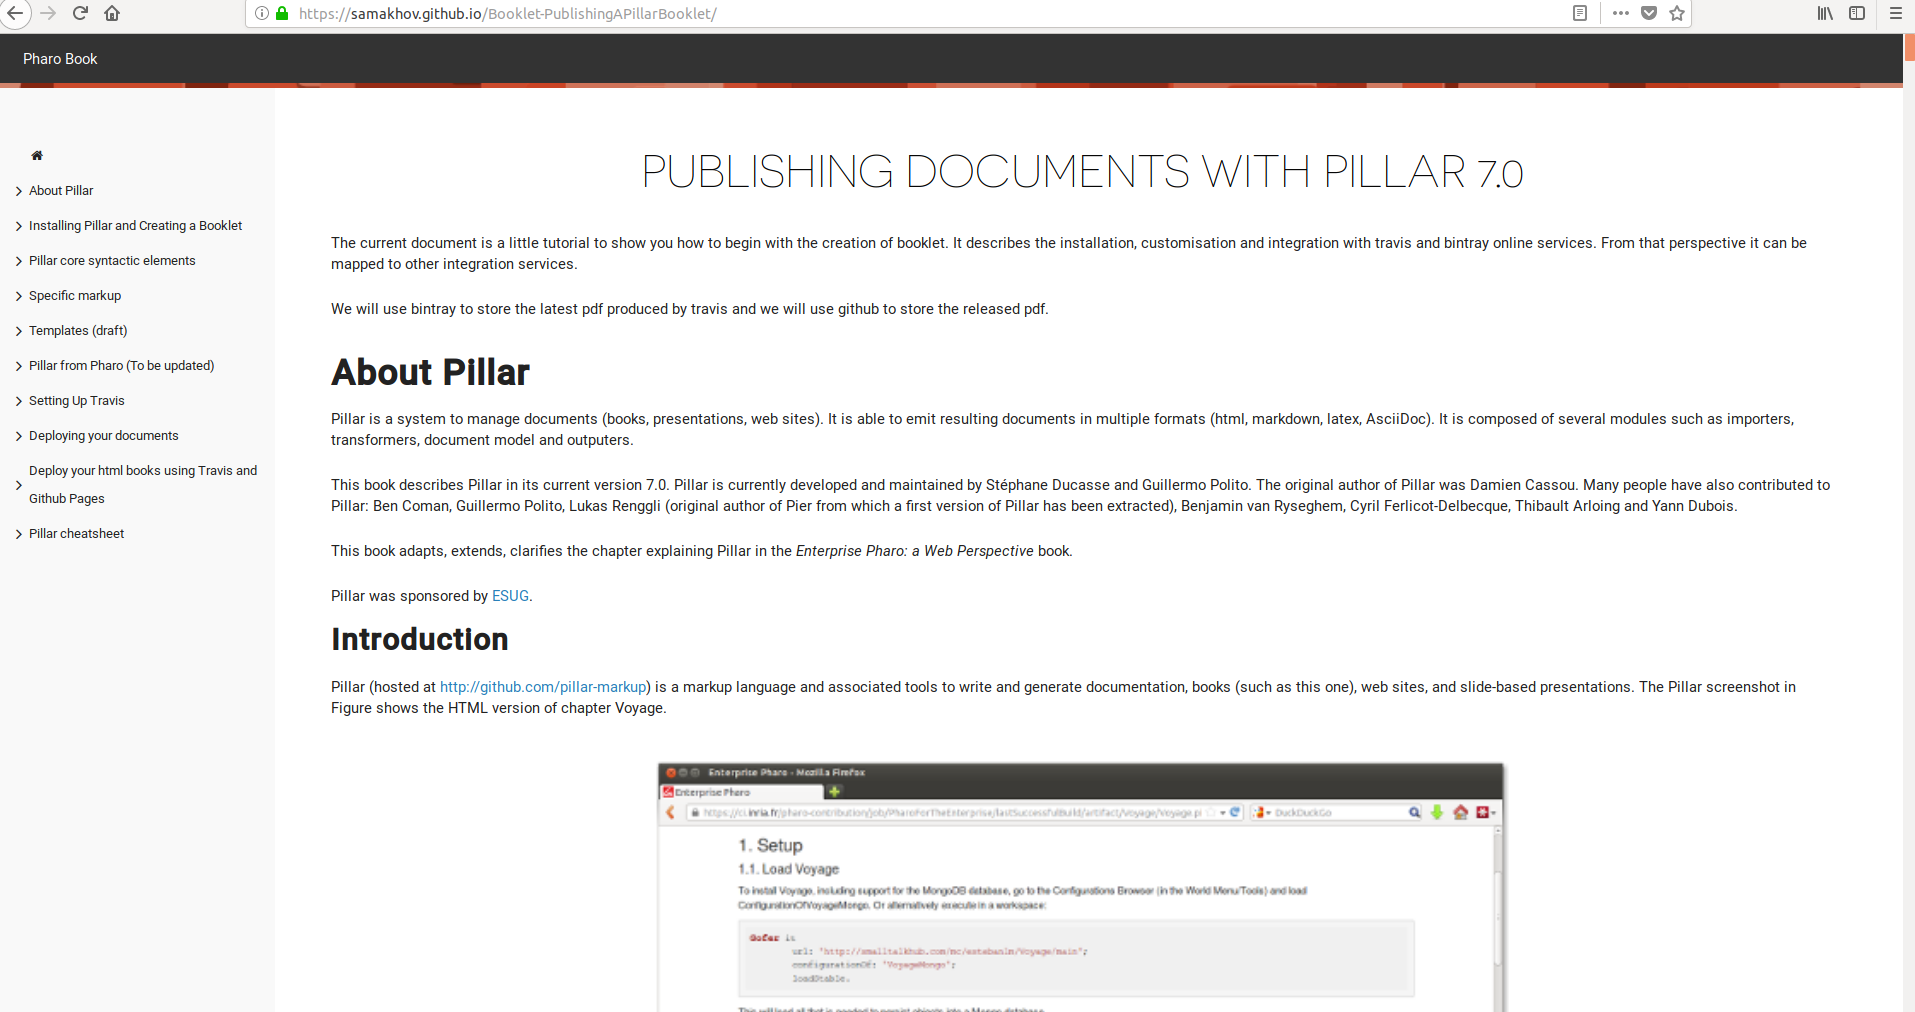 https://samakhov.github.io/Booklet-PublishingAPillarBooklet/
Pharo Book
About Pillar
Installing Pillar and Creating a Booklet
Pillar core syntactic elements
Specific markup
Templates (draft)
Pillar from Pharo (To be updated)
Setting Up Travis
Deploying your documents
Deploy your html books using Travis and
Github Pages
Pillar cheatsheet
PUBLISHING DOCUMENTS WITH PILLAR 7.0
The current document is a little tutorial to show you how to begin with the creation of booklet. It describes the installation, customisation and integration with travis and bintray online services. From that perspective it can be
mapped to other integration services.
We will use bintray to store the latest pdf produced by travis and we will use github to store the released pdf.
About Pillar
Pillar is a system to manage documents (books, presentations, web sites). It is able to emit resulting documents in multiple formats (html, markdown, latex, AsciiDoc). It is composed of several modules such as importers,
transformers, document model and outputers.
This book describes Pillar in its current version 7.0. Pillar is currently developed and maintained by Stéphane Ducasse and Guillermo Polito. The original author of Pillar was Damien Cassou. Many people have also contributed to
Pillar: Ben Coman, Guillermo Polito, Lukas Renggli (original author of Pier from which a first version of Pillar has been extracted), Benjamin van Ryseghem, Cyril Ferlicot-Delbecque, Thibault Arloing and Yann Dubois.
This book adapts, extends, clarifies the chapter explaining Pillar in the Enterprise Pharo: a Web Perspective book.
Pillar was sponsored by ESUG.
Introduction
Pillar (hosted at http://github.com/pillar-markup) is a markup language and associated tools to write and generate documentation, books (such as this one), web sites, and slide-based presentations. The Pillar screenshot in
Figure shows the HTML version of chapter Voyage.
Enterprise Pharo - Mozilla Firefox
Enterprise Pharo
https://ci.inria.fr/pharo-contribution/job/PharoForTheEnterprise/lastSuccessfulBuild/artifact/Voyage/Voyage.pi
DuckDuckGo
1. Setup
1.1. Load Voyage
To install Voyage, including support for the MongoDB database, go to the Configurations Browser (in the World Menu/Tools) and load
ConfigurationOfVoyageMongo. Or alternatively execute in a workspace:
Gofer it
url: 'http://smalltalkhub.com/mc/estebanlm/Voyage/main';
configurationOf: 'VoyageMongo';
loadStable.
This will load all that is needed to persist objects into a Mongo database.